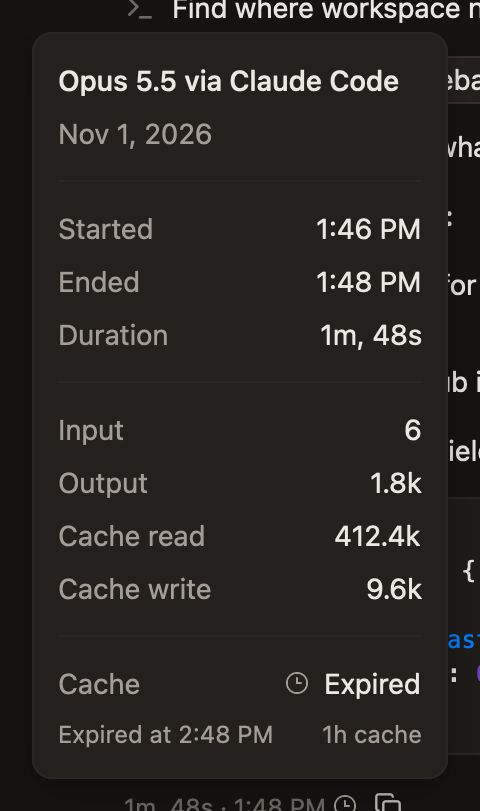 >_ Find where workspace n
Opus 5.5 via Claude Code
Nov 1, 2026
Started 1:46 PM
Ended 1:48 PM
Duration 1m, 48s
Input 6
Output 1.8k
Cache read 412.4k
Cache write 9.6k
Cache Expired
Expired at 2:48 PM 1h cache
1m, 48s · 1:48 PM